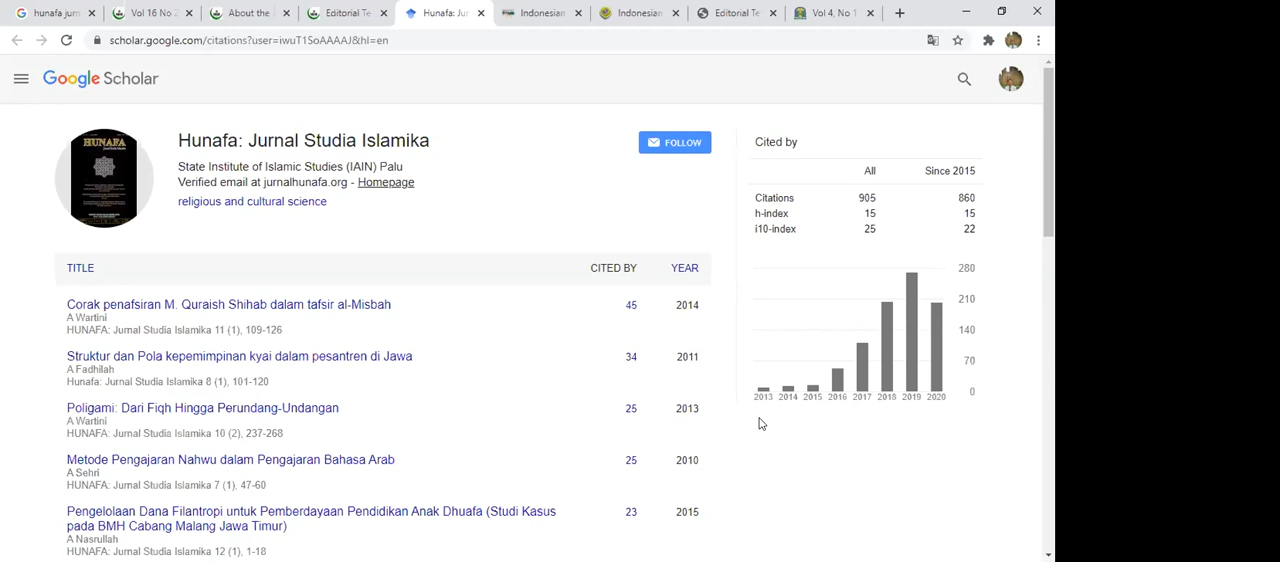 hunafa jurn
Vol 16 No 2
About the
Editorial Te
Hunafa: Jur
Indonesian
Indonesian
Editorial Te
Vol 4, No 1
scholar.google.com/citations?user=iwuT1SoAAAAJ&hl=en
Google Scholar
HUNAFA
Hunafa: Jurnal Studia Islamika
FOLLOW
State Institute of Islamic Studies (IAIN) Palu
Verified email at jurnalhunafa.org - Homepage
religious and cultural science
TITLE CITED BY YEAR
Corak penafsiran M. Quraish Shihab dalam tafsir al-Misbah 45 2014
A Wartini
HUNAFA: Jurnal Studia Islamika 11 (1), 109-126
Struktur dan Pola kepemimpinan kyai dalam pesantren di Jawa 34 2011
A Fadhilah
Hunafa: Jurnal Studia Islamika 8 (1), 101-120
Poligami: Dari Fiqh Hingga Perundang-Undangan 25 2013
A Wartini
HUNAFA: Jurnal Studia Islamika 10 (2), 237-268
Metode Pengajaran Nahwu dalam Pengajaran Bahasa Arab 25 2010
A Sehri
HUNAFA: Jurnal Studia Islamika 7 (1), 47-60
Pengelolaan Dana Filantropi untuk Pemberdayaan Pendidikan Anak Dhuafa (Studi Kasus 23 2015
pada BMH Cabang Malang Jawa Timur)
A Nasrullah
HUNAFA: Jurnal Studia Islamika 12 (1), 1-18
Cited by
All Since 2015
Citations 905 860
h-index 15 15
i10-index 25 22
280
210
140
70
0
2013 2014 2015 2016 2017 2018 2019 2020